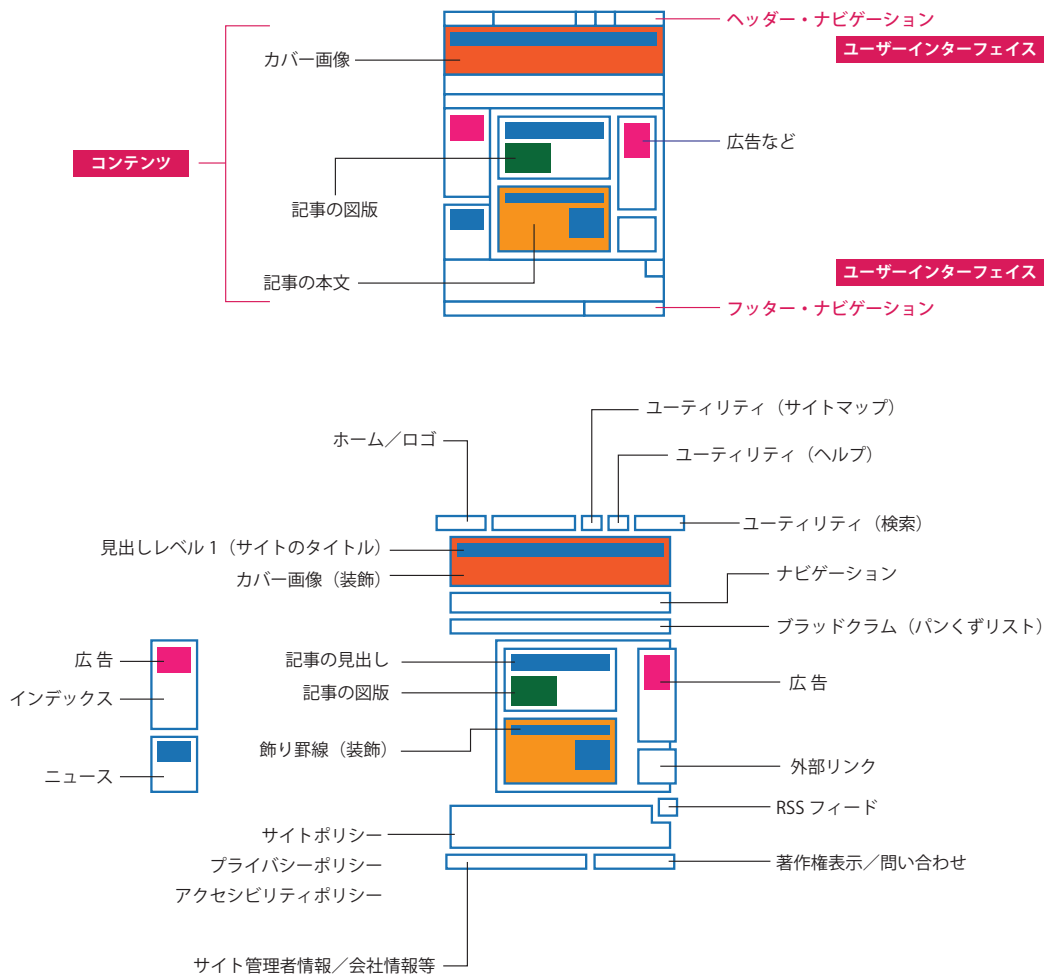 ヘッダー・ナビゲーション
ユーザーインターフェイス
カバー画像
広告など
コンテンツ
記事の図版
記事の本文
ユーザーインターフェイス
フッター・ナビゲーション
ユーティリティ（サイトマップ）
ホーム／ロゴ
ユーティリティ（ヘルプ）
ユーティリティ（検索）
見出しレベル1（サイトのタイトル）
カバー画像（装飾）
ナビゲーション
ブラッドクラム（パンくずリスト）
広 告
インデックス
ニュース
記事の見出し
記事の図版
飾り罫線（装飾）
広 告
外部リンク
RSS フィード
サイトポリシー
プライバシーポリシー
アクセシビリティポリシー
著作権表示／問い合わせ
サイト管理者情報／会社情報等